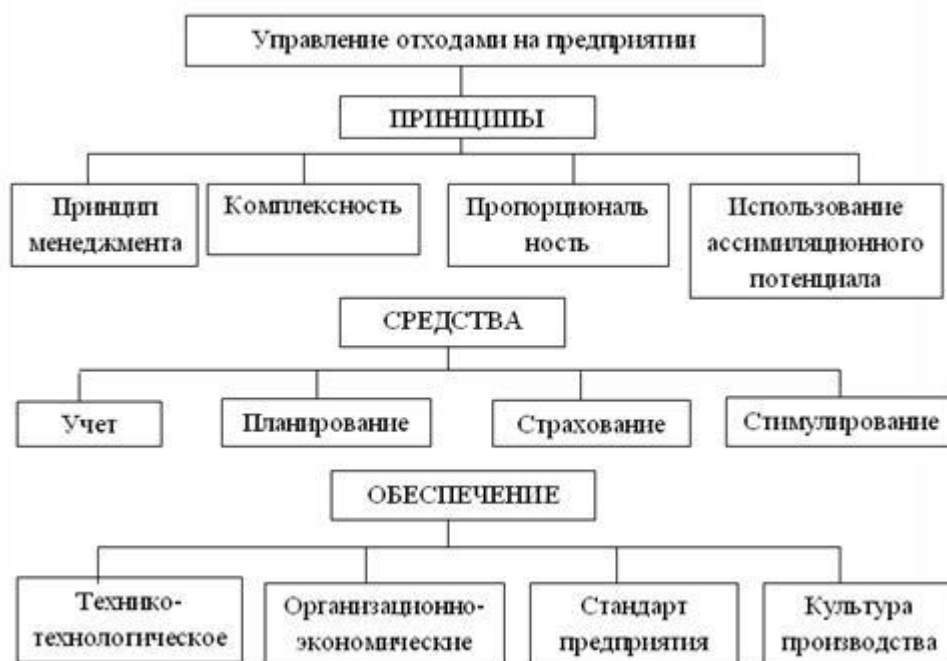 Управление отходами на предприятии
ПРИНЦИПЫ
Принцип
менеджмента
Комплексность
Пропорциональ
ность
Использование
ассимиляционного
потенциала
СРЕДСТВА
Учет
Планирование
Страхование
Стимулирование
ОБЕСПЕЧЕНИЕ
Технико-
технологическое
Организационно-
экономические
Стандарт
предприятия
Культура
производства